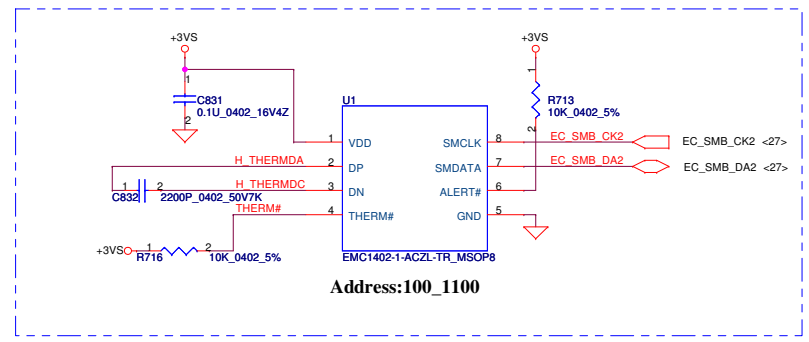 +3VS
+3VS
1
C831
0.1U_0402_16V4Z
2
1
R713
10K_0402_5%
2
U1
1 VDD
2 DP
3 DN
4 THERM#
SMCLK 8
SMDATA 7
ALERT# 6
GND 5
EC_SMB_CK2
EC_SMB_CK2 <27>
EC_SMB_DA2
EC_SMB_DA2 <27>
H_THERMDA
H_THERMDC
1 2
C832 2200P_0402_50V7K
THERM#
+3VS
1 2
R716 10K_0402_5%
EMC1402-1-ACZL-TR_MSOP8
Address:100_1100